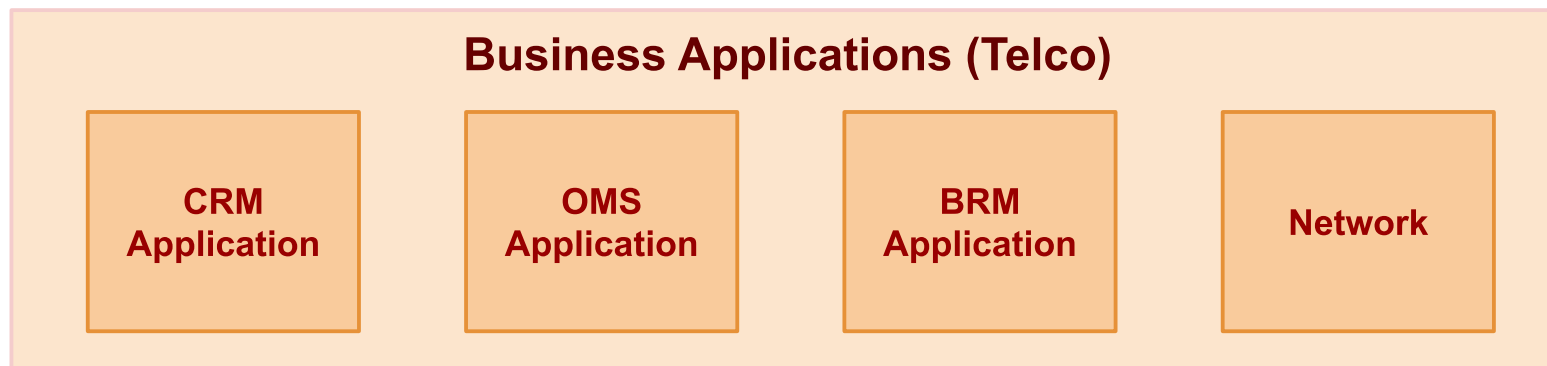 Business Applications (Telco)
CRM
Application
OMS
Application
BRM
Application
Network